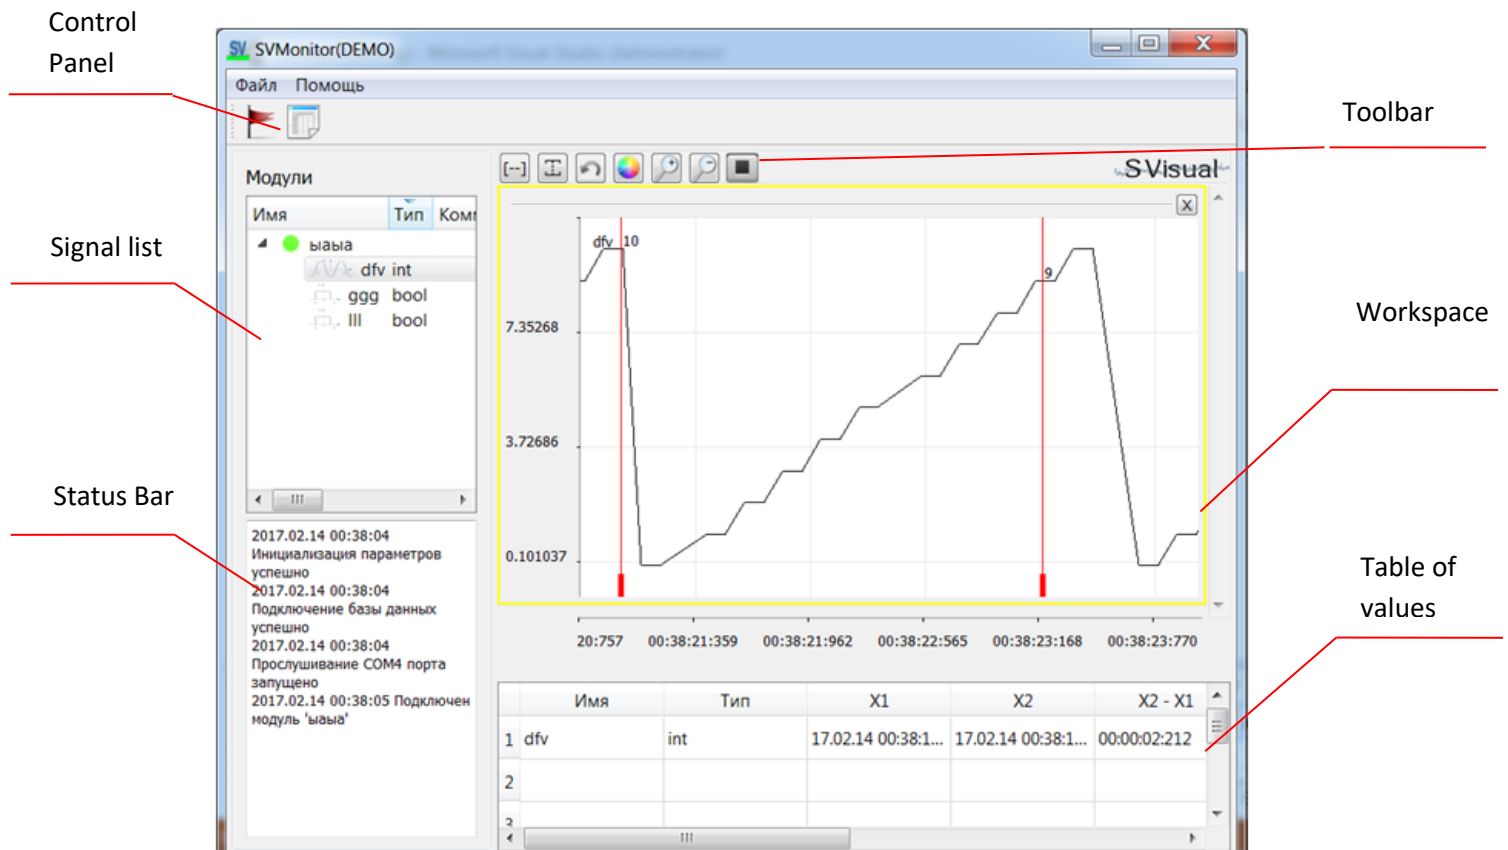 Control
Panel
SVMonitor(DEMO)
Файл Помощь
Toolbar
SVisual
Signal list
Модули
Имя Тип
ыаыа
dfv int
ggg bool
lll bool
[--]
X
dfv 10
9
7.35268
3.72686
0.101037
Workspace
20:757 00:38:21:359 00:38:21:962 00:38:22:565 00:38:23:168 00:38:23:770
Status Bar
2017.02.14 00:38:04
Инициализация параметров
успешно
2017.02.14 00:38:04
Подключение базы данных
успешно
2017.02.14 00:38:04
Прослушивание COM4 порта
запущено
2017.02.14 00:38:05 Подключен
модуль 'ыаыа'
Table of
values
Имя Тип X1 X2 X2 - X1
1 dfv int 17.02.14 00:38:1... 17.02.14 00:38:1... 00:00:02:212
2
3